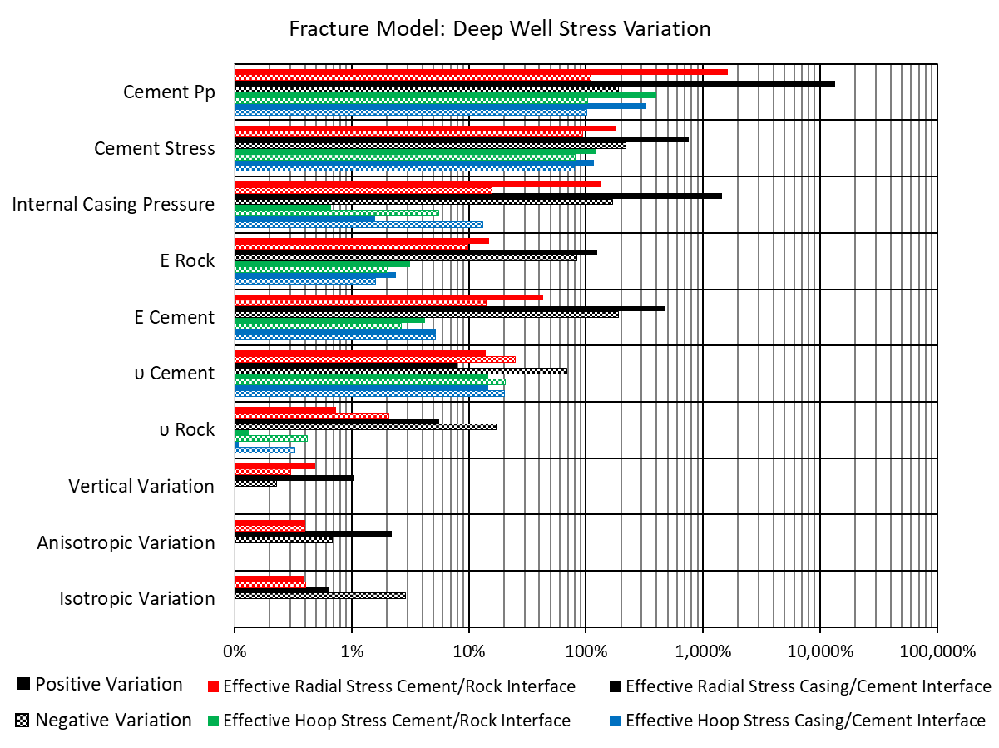 Fracture Model: Deep Well Stress Variation
Cement Pp
Cement Stress
Internal Casing Pressure
E Rock
E Cement
υ Cement
υ Rock
Vertical Variation
Anisotropic Variation
Isotropic Variation
0% 1% 10% 100% 1,000% 10,000% 100,000%
Positive Variation Effective Radial Stress Cement/Rock Interface Effective Radial Stress Casing/Cement Interface
Negative Variation Effective Hoop Stress Cement/Rock Interface Effective Hoop Stress Casing/Cement Interface